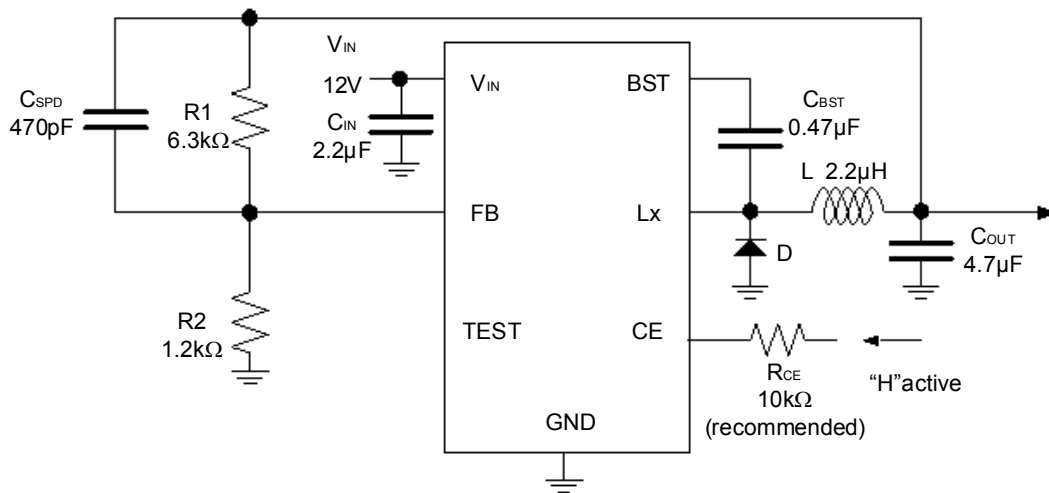 VIN
12V
CIN
2.2µF
CSPD
470pF
R1
6.3kΩ
R2
1.2kΩ
VIN
BST
FB
Lx
TEST
CE
GND
CBST
0.47µF
L 2.2µH
D
COUT
4.7µF
RCE
10kΩ
(recommended)
“H”active